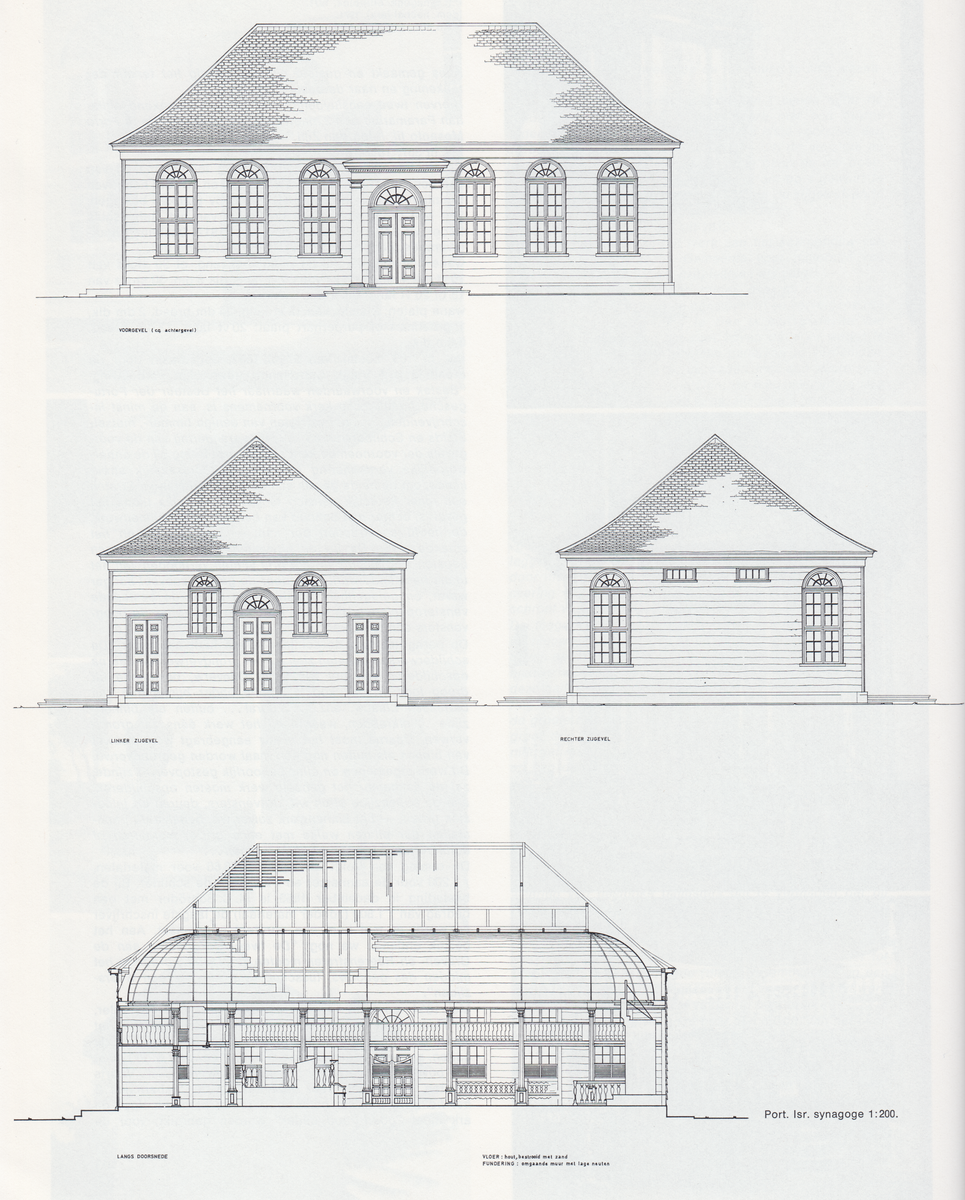 VOORGEVEL (cq. achtergevel)
LINKER ZIJGEVEL
RECHTER ZIJGEVEL
Port. Isr. synagoge 1:200.
LANGS DOORSNEDE
VLOER : hout, bestrooid met zand
FUNDERING : omgaande muur met lage neuten